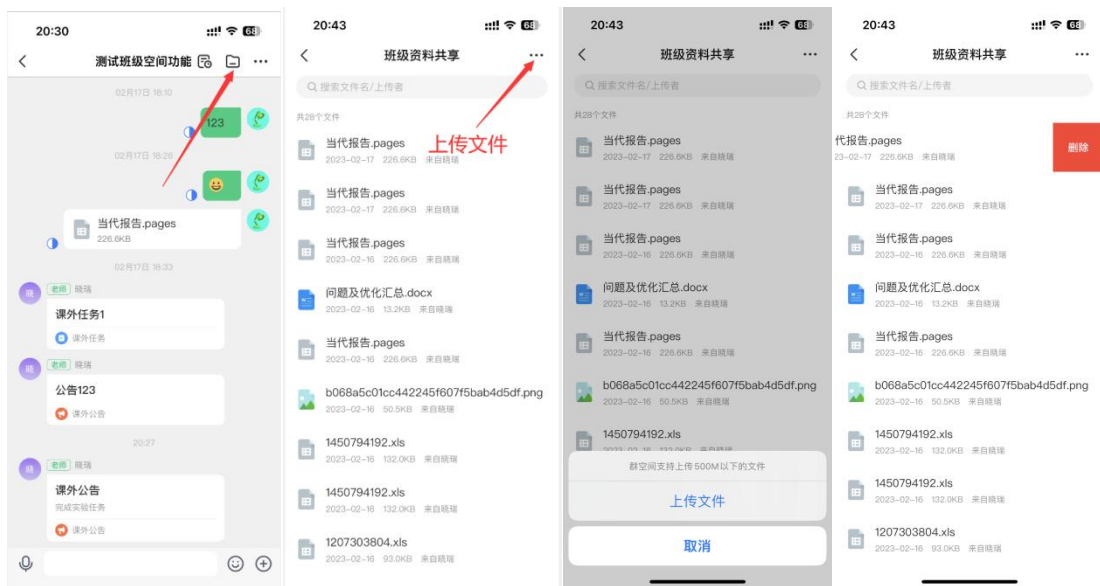 20:30
68
测试班级空间功能
02月17日 16:10
123
02月17日 16:26
当代报告.pages
226.6KB
02月17日 16:33
晓
老师 晓瑞
课外任务1
课外任务
晓
老师 晓瑞
公告123
课外公告
20:27
晓
老师 晓瑞
课外公告
完成实验任务
课外公告
20:43
68
班级资料共享
搜索文件名/上传者
共28个文件
上传文件
当代报告.pages
2023-02-17 226.6KB 来自晓瑞
当代报告.pages
2023-02-17 226.6KB 来自晓瑞
当代报告.pages
2023-02-16 226.6KB 来自晓瑞
问题及优化汇总.docx
2023-02-16 13.2KB 来自晓瑞
当代报告.pages
2023-02-16 226.6KB 来自晓瑞
b068a5c01cc442245f607f5bab4d5df.png
2023-02-16 50.5KB 来自晓瑞
1450794192.xls
2023-02-16 132.0KB 来自晓瑞
1450794192.xls
2023-02-16 132.0KB 来自晓瑞
1207303804.xls
2023-02-16 93.0KB 来自晓瑞
20:43
68
班级资料共享
搜索文件名/上传者
共28个文件
当代报告.pages
2023-02-17 226.6KB 来自晓瑞
当代报告.pages
2023-02-17 226.6KB 来自晓瑞
当代报告.pages
2023-02-16 226.6KB 来自晓瑞
问题及优化汇总.docx
2023-02-16 13.2KB 来自晓瑞
当代报告.pages
2023-02-16 226.6KB 来自晓瑞
b068a5c01cc442245f607f5bab4d5df.png
2023-02-16 50.5KB 来自晓瑞
1450794192.xls
2023-02-16 132.0KB 来自晓瑞
群空间支持上传500M以下的文件
上传文件
取消
20:43
68
班级资料共享
搜索文件名/上传者
共28个文件
代报告.pages
23-02-17 226.6KB 来自晓瑞
删除
当代报告.pages
2023-02-17 226.6KB 来自晓瑞
当代报告.pages
2023-02-16 226.6KB 来自晓瑞
问题及优化汇总.docx
2023-02-16 13.2KB 来自晓瑞
当代报告.pages
2023-02-16 226.6KB 来自晓瑞
b068a5c01cc442245f607f5bab4d5df.png
2023-02-16 50.5KB 来自晓瑞
1450794192.xls
2023-02-16 132.0KB 来自晓瑞
1450794192.xls
2023-02-16 132.0KB 来自晓瑞
1207303804.xls
2023-02-16 93.0KB 来自晓瑞